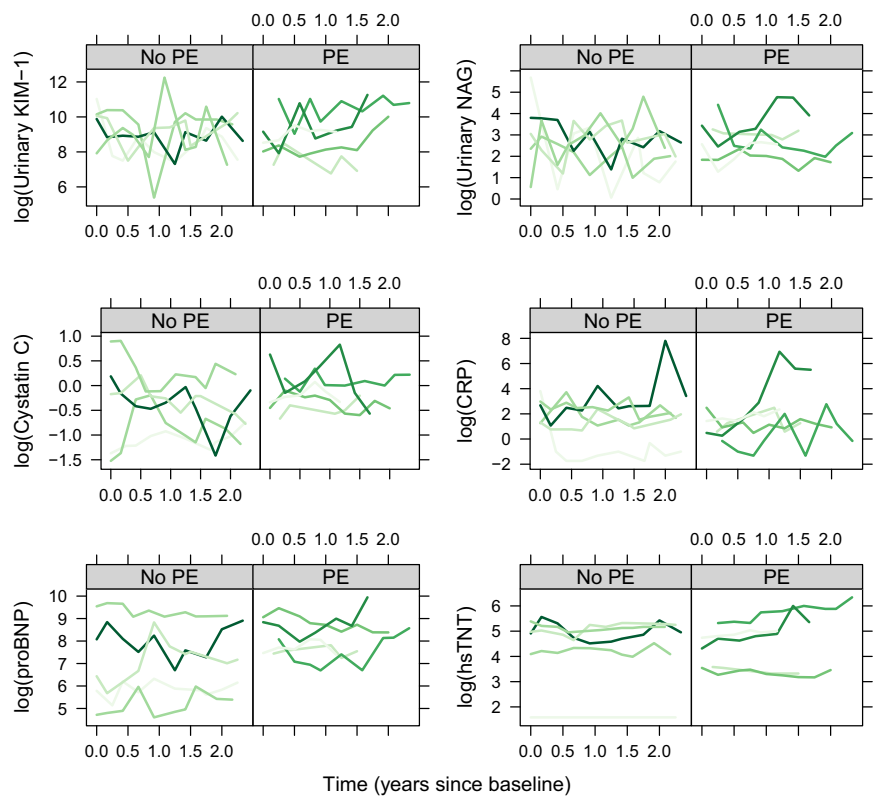 0.0 0.5 1.0 1.5 2.0
0.0 0.5 1.0 1.5 2.0
No PE
PE
No PE
PE
log(Urinary KIM−1)
12
10
8
6
log(Urinary NAG)
5
4
3
2
1
0
0.0 0.5 1.0 1.5 2.0
0.0 0.5 1.0 1.5 2.0
0.0 0.5 1.0 1.5 2.0
0.0 0.5 1.0 1.5 2.0
No PE
PE
No PE
PE
log(Cystatin C)
1.0
0.5
0.0
−0.5
−1.0
−1.5
log(CRP)
8
6
4
2
0
−2
0.0 0.5 1.0 1.5 2.0
0.0 0.5 1.0 1.5 2.0
0.0 0.5 1.0 1.5 2.0
0.0 0.5 1.0 1.5 2.0
No PE
PE
No PE
PE
log(proBNP)
10
9
8
7
6
5
log(hsTNT)
6
5
4
3
2
0.0 0.5 1.0 1.5 2.0
0.0 0.5 1.0 1.5 2.0
Time (years since baseline)